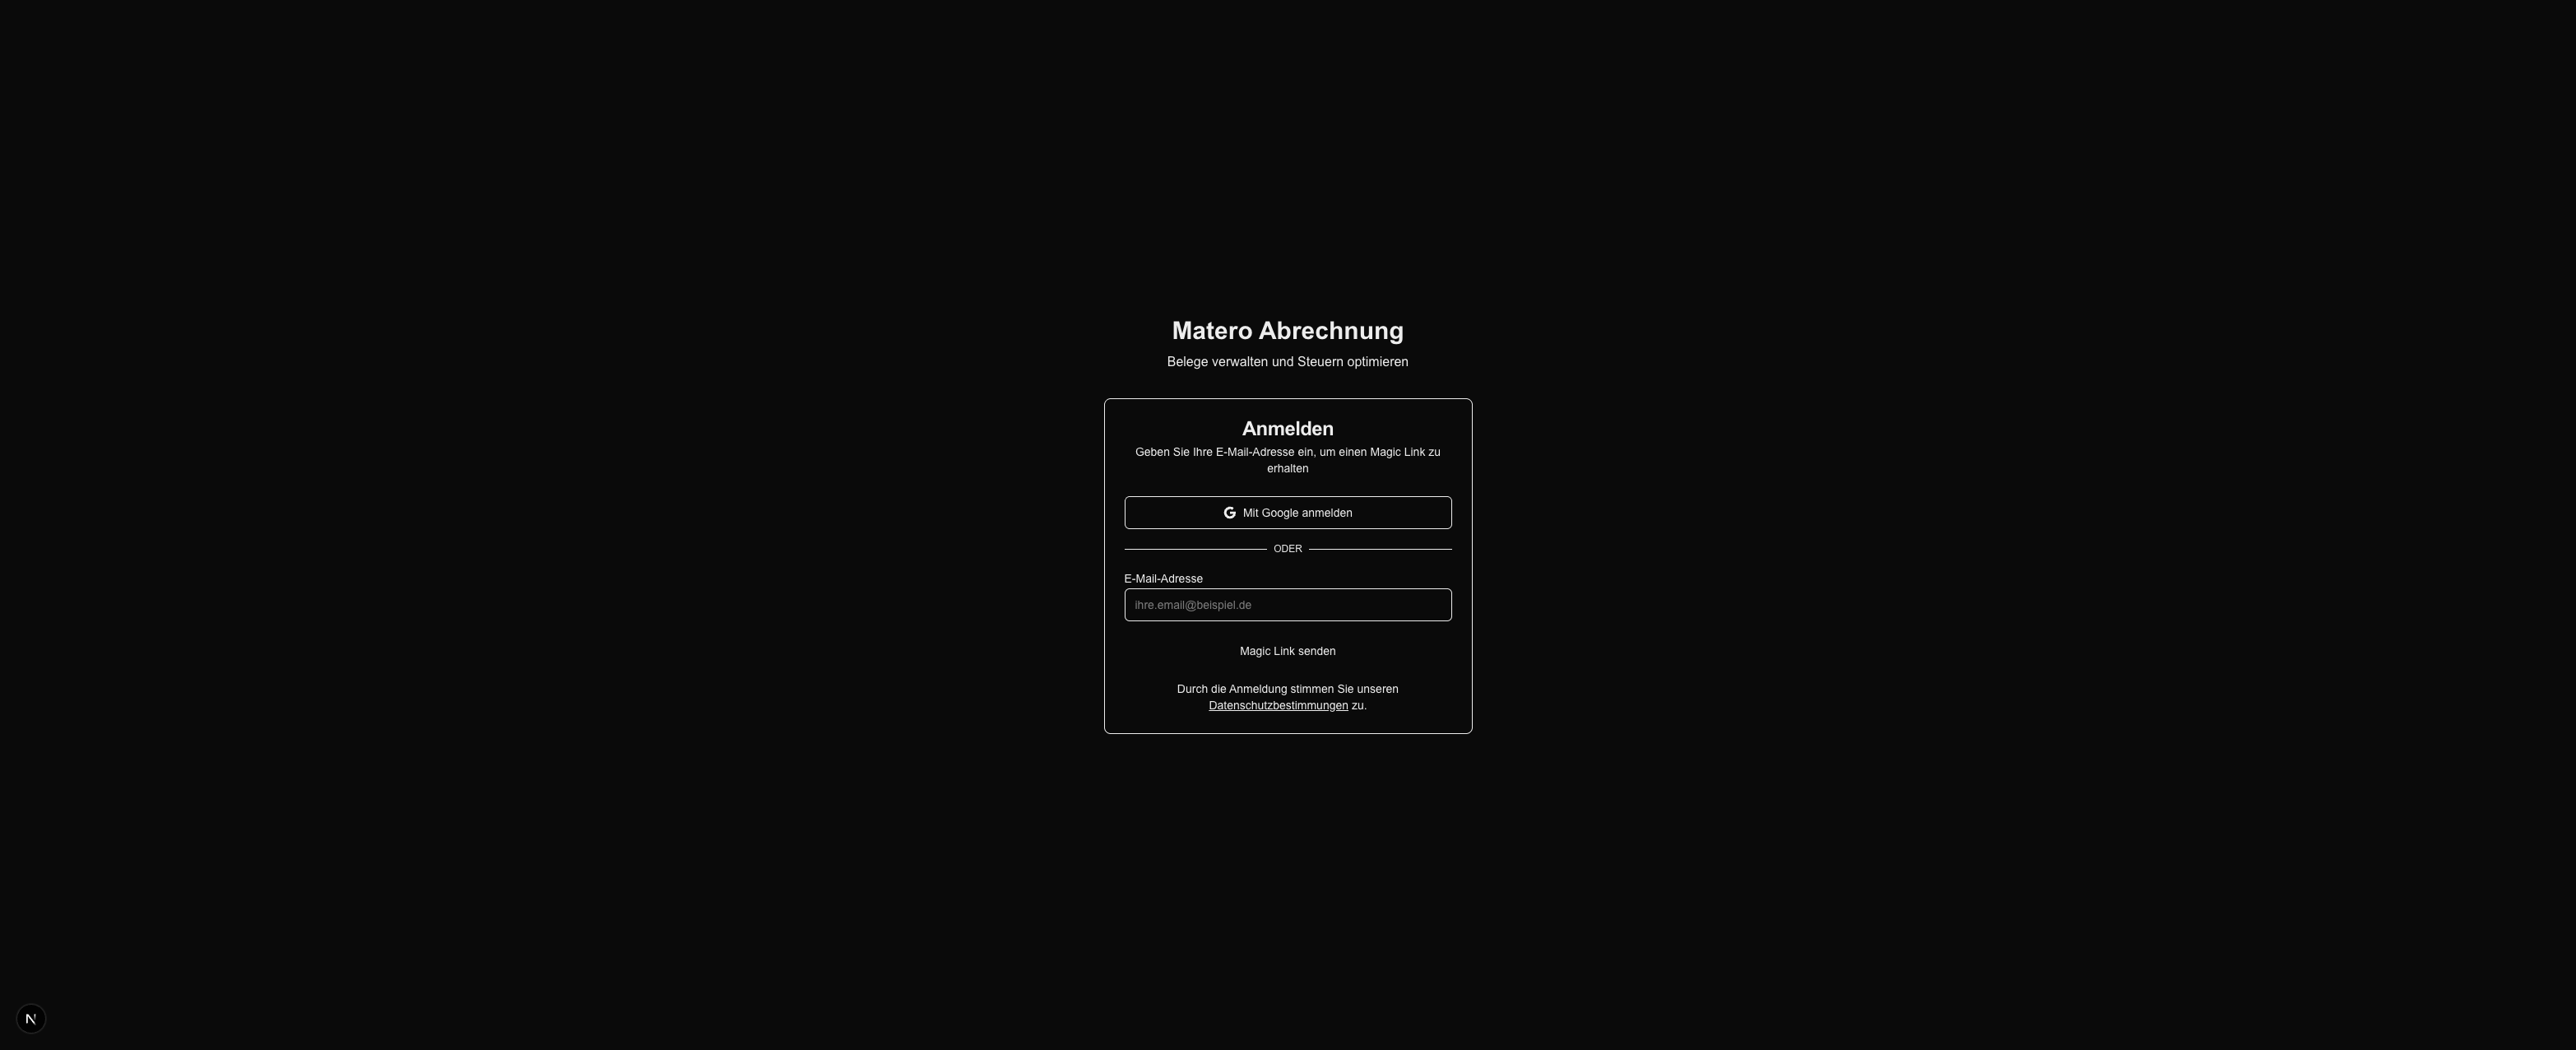 Matero Abrechnung
Belege verwalten und Steuern optimieren
Anmelden
Geben Sie Ihre E-Mail-Adresse ein, um einen Magic Link zu
erhalten
Mit Google anmelden
ODER
E-Mail-Adresse
ihre.email@beispiel.de
Magic Link senden
Durch die Anmeldung stimmen Sie unseren
Datenschutzbestimmungen zu.
N